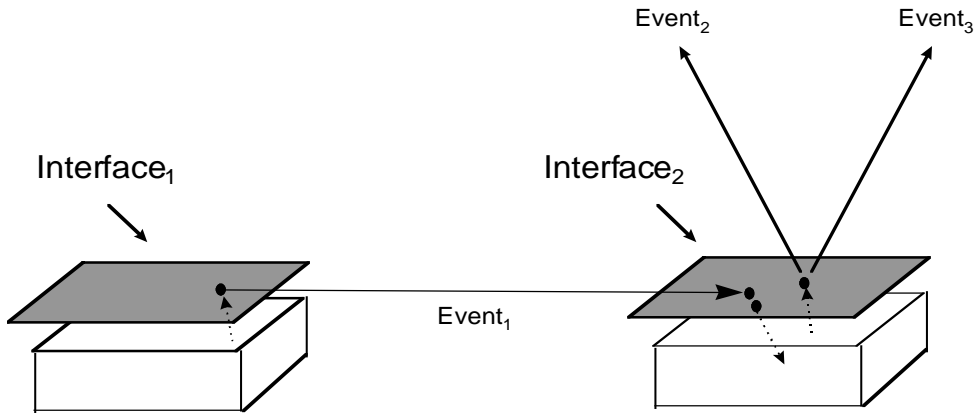 Event₂ Event₃
Interface₁ Interface₂
Event₁